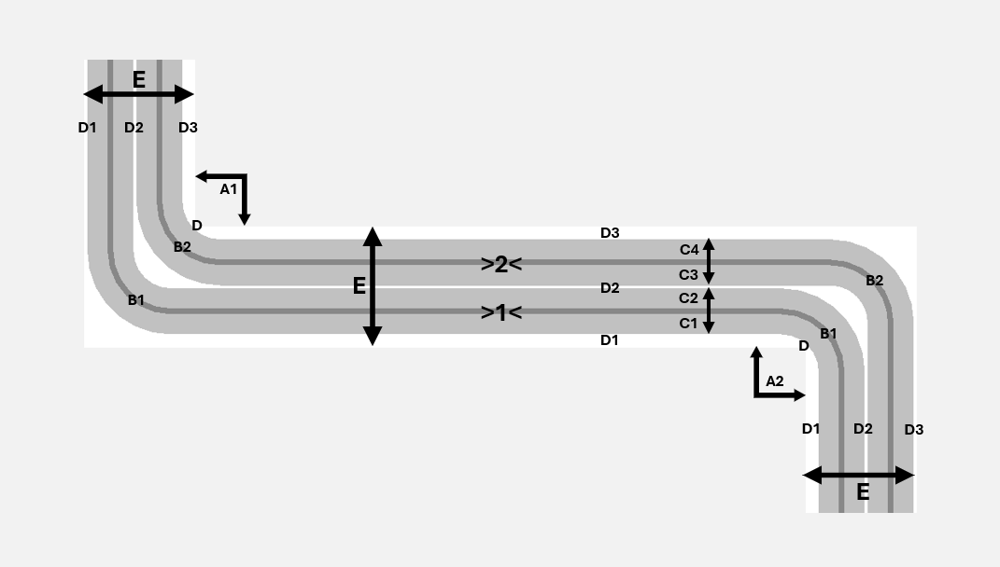 E
D1 D2 D3
A1
D
D3
B2
C4
>2<
C3
B2
E
D2
C2
B1
>1<
C1
B1
D1
D
A2
D1 D2 D3
E